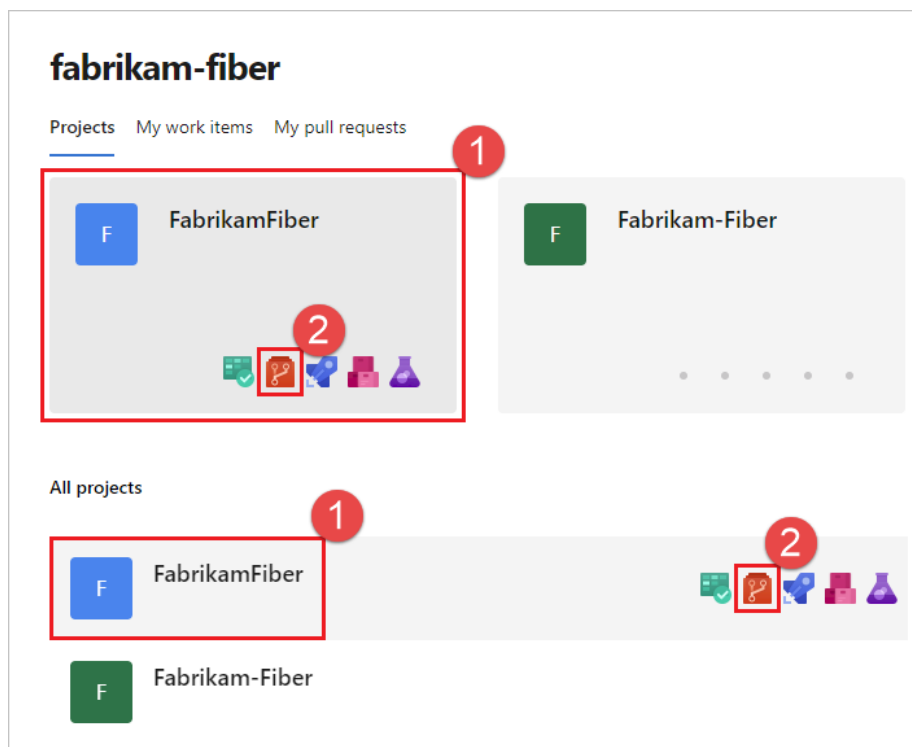 fabrikam-fiber
Projects My work items My pull requests
1
F FabrikamFiber
2
F Fabrikam-Fiber
All projects
1
F FabrikamFiber
2
F Fabrikam-Fiber